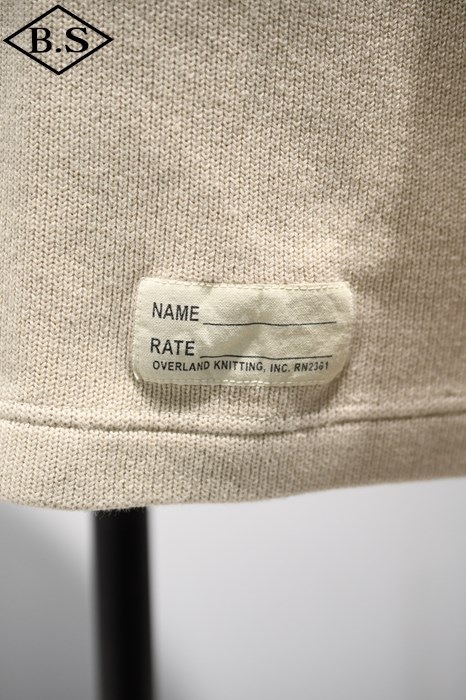 B.S
NAME
RATE
OVERLAND KNITTING, INC. RN2361